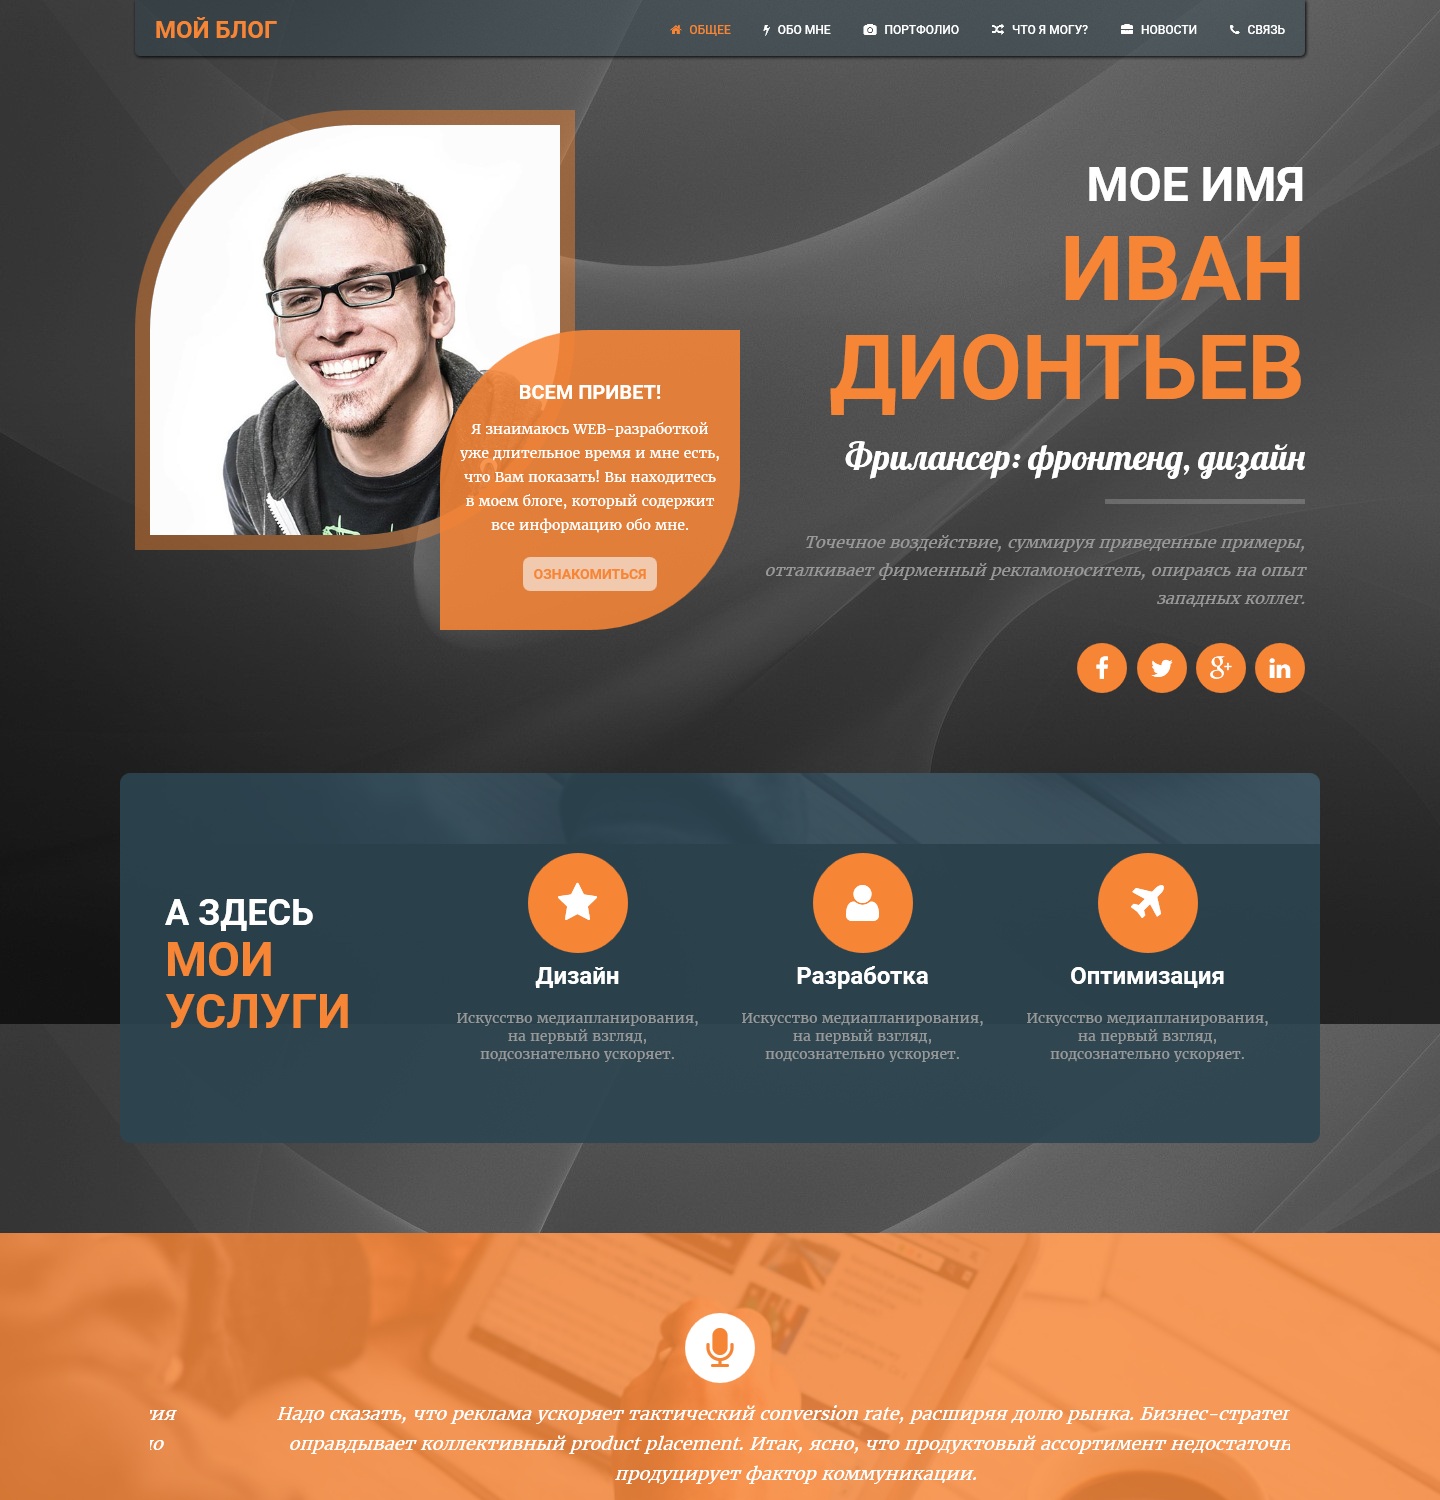 МОЙ БЛОГ
ОБЩЕЕ
ОБО МНЕ
ПОРТФОЛИО
ЧТО Я МОГУ?
НОВОСТИ
СВЯЗЬ
МОЕ ИМЯ
ИВАН
ДИОНТЬЕВ
Фрилансер: фронтенд, дизайн
Точечное воздействие, суммируя приведенные примеры,
отталкивает фирменный рекламоноситель, опираясь на опыт
западных коллег.
ВСЕМ ПРИВЕТ!
Я знаимаюсь WEB-разработкой
уже длительное время и мне есть,
что Вам показать! Вы находитесь
в моем блоге, который содержит
все информацию обо мне.
ОЗНАКОМИТЬСЯ
А ЗДЕСЬ
МОИ
УСЛУГИ
Дизайн
Искусство медиапланирования,
на первый взгляд,
подсознательно ускоряет.
Разработка
Искусство медиапланирования,
на первый взгляд,
подсознательно ускоряет.
Оптимизация
Искусство медиапланирования,
на первый взгляд,
подсознательно ускоряет.
Надо сказать, что реклама ускоряет тактический conversion rate, расширяя долю рынка. Бизнес-стратег
оправдывает коллективный product placement. Итак, ясно, что продуктовый ассортимент недостаточн
продуцирует фактор коммуникации.